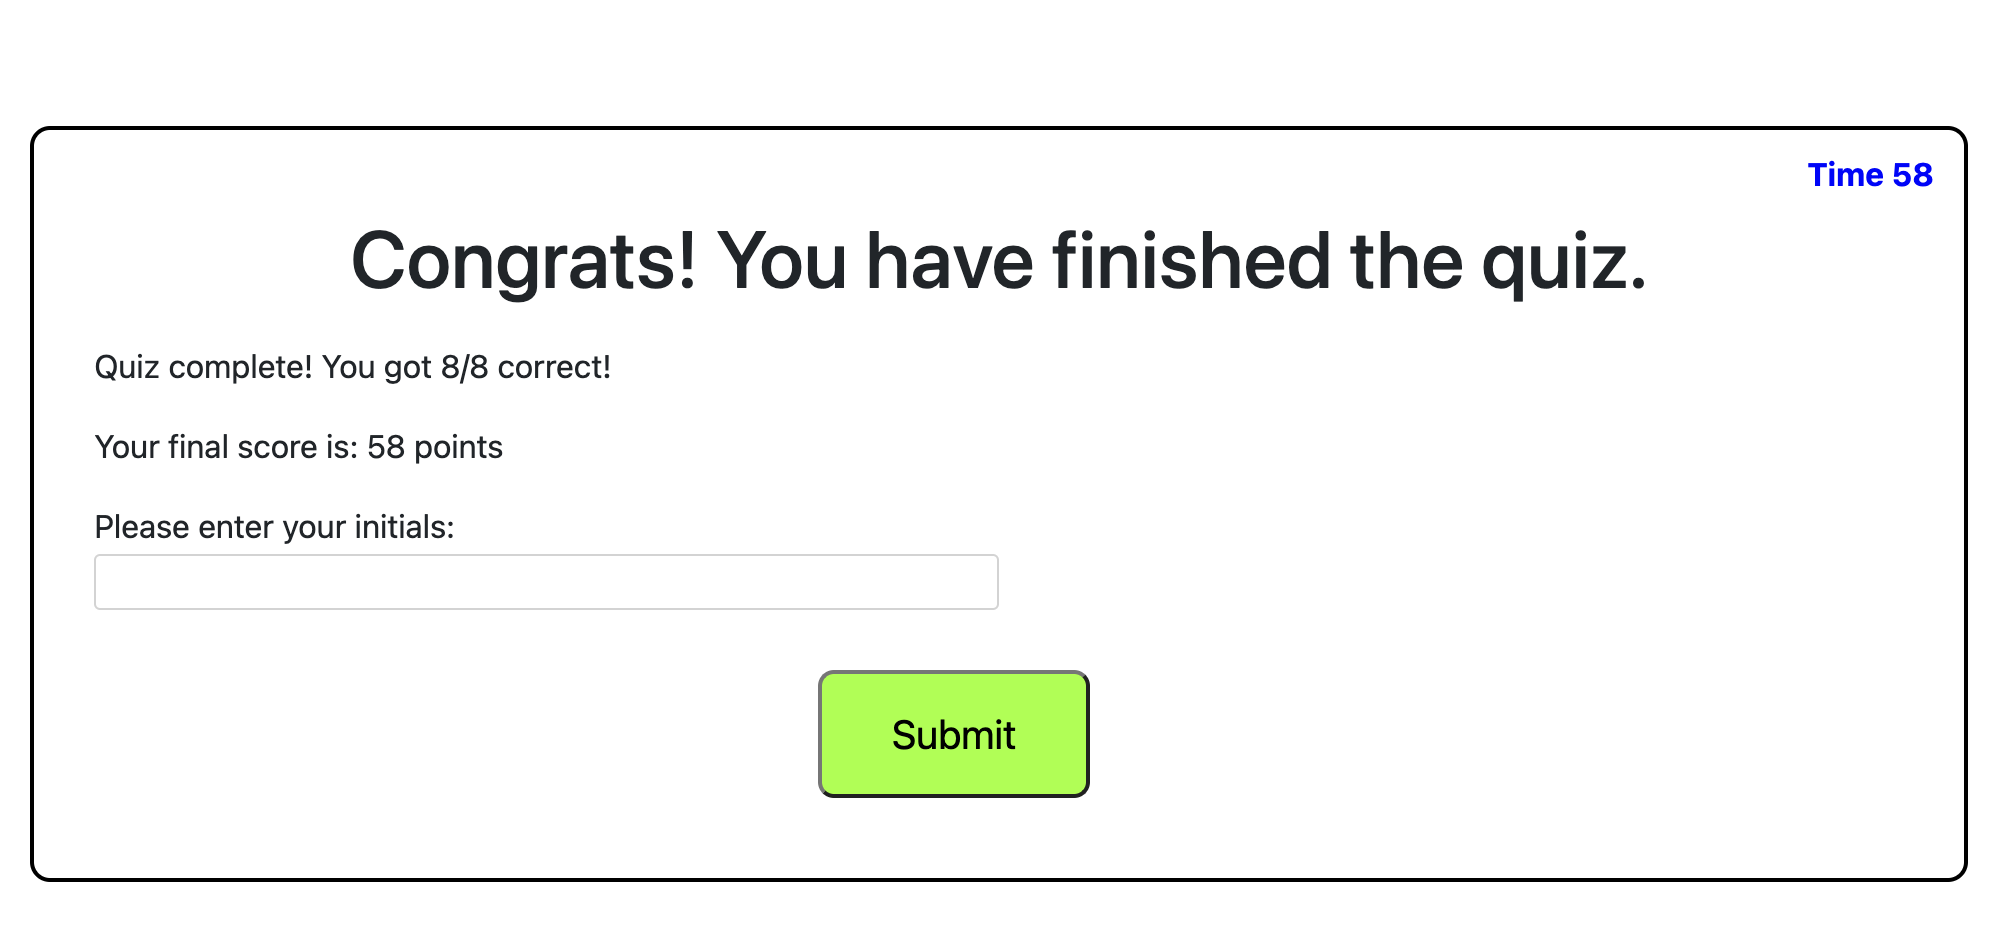 Time 58
Congrats! You have finished the quiz.
Quiz complete! You got 8/8 correct!
Your final score is: 58 points
Please enter your initials:
Submit